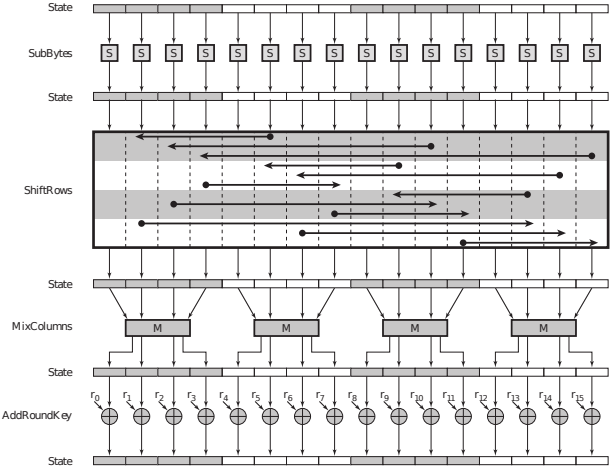 State
SubBytes S S S S S S S S S S S S S S S S
State
ShiftRows
State
MixColumns M M M M
State
r0 r1 r2 r3 r4 r5 r6 r7 r8 r9 r10 r11 r12 r13 r14 r15
AddRoundKey
State